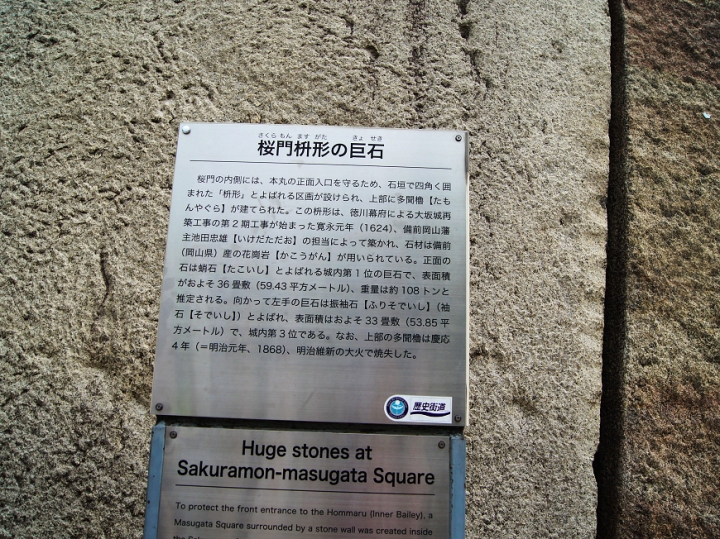 さくら もん ます がた きょ せき
桜門枡形の巨石
桜門の内側には、本丸の正面入口を守るため、石垣で四角く囲
まれた「枡形」とよばれる区画が設けられ、上部に多聞櫓【たも
んやぐら】が建てられた。この枡形は、徳川幕府による大坂城再
築工事の第2期工事が始まった寛永元年（1624）、備前岡山藩
主池田忠雄【いけだただお】の担当によって築かれ、石材は備前
（岡山県）産の花崗岩【かこうがん】が用いられている。正面の
石は蛸石【たこいし】とよばれる城内第1位の巨石で、表面積
がおよそ36畳敷（59.43平方メートル）、重量は約108トンと
推定される。向かって左手の巨石は振袖石【ふりそでいし】（袖
石【そでいし】）とよばれ、表面積はおよそ33畳敷（53.85平
方メートル）で、城内第3位である。なお、上部の多聞櫓は慶応
4年（＝明治元年、1868）、明治維新の大火で焼失した。
歴史街道
Huge stones at
Sakuramon-masugata Square
To protect the front entrance to the Hommaru (Inner Bailey), a
Masugata Square surrounded by a stone wall was created inside